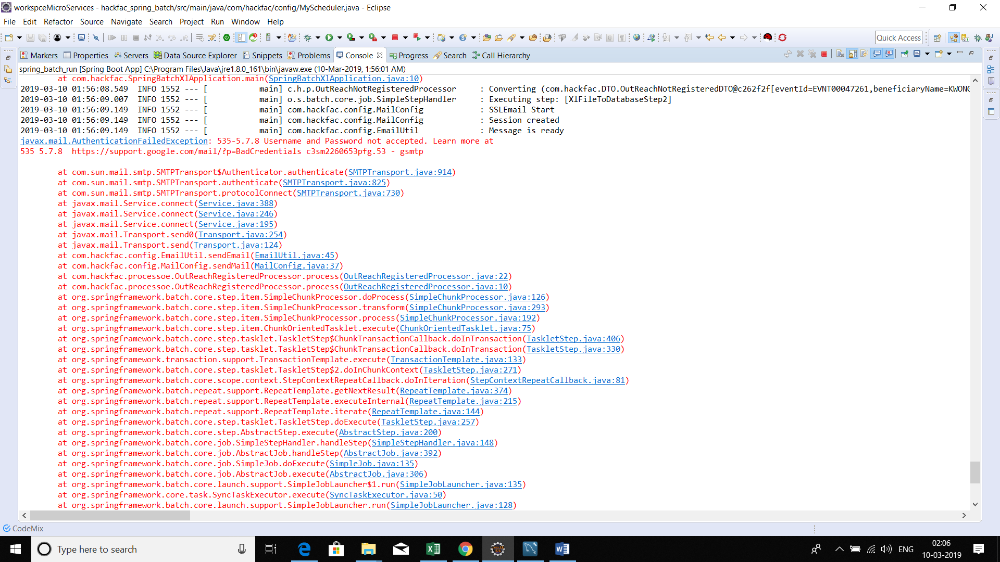 workspceMicroServices - hackfac_spring_batch/src/main/java/com/hackfac/config/MyScheduler.java - Eclipse
File Edit Refactor Source Navigate Search Project Run Window Help
Quick Access
Markers Properties Servers Data Source Explorer Snippets Problems Console Progress Search Call Hierarchy
spring_batch_run [Spring Boot App] C:\Program Files\Java\jre1.8.0_161\bin\javaw.exe (10-Mar-2019, 1:56:01 AM)
at com.hackfac.SpringBatchXlApplication.main(SpringBatchXlApplication.java:10)
2019-03-10 01:56:08.549  INFO 1552 --- [           main] c.h.p.OutReachNotRegisteredProcessor     : Converting (com.hackfac.DTO.OutReachNotRegisteredDTO@c262f2f[eventId=EVNT00047261,beneficiaryName=KWONG
2019-03-10 01:56:09.007  INFO 1552 --- [           main] o.s.batch.core.job.SimpleStepHandler     : Executing step: [XlFileToDatabaseStep2]
2019-03-10 01:56:09.149  INFO 1552 --- [           main] com.hackfac.config.MailConfig            : SSLEmail Start
2019-03-10 01:56:09.149  INFO 1552 --- [           main] com.hackfac.config.MailConfig            : Session created
2019-03-10 01:56:09.149  INFO 1552 --- [           main] com.hackfac.config.EmailUtil             : Message is ready
javax.mail.AuthenticationFailedException: 535-5.7.8 Username and Password not accepted. Learn more at
535 5.7.8  https://support.google.com/mail/?p=BadCredentials c3sm2260653pfg.53 - gsmtp
at com.sun.mail.smtp.SMTPTransport$Authenticator.authenticate(SMTPTransport.java:914)
at com.sun.mail.smtp.SMTPTransport.authenticate(SMTPTransport.java:825)
at com.sun.mail.smtp.SMTPTransport.protocolConnect(SMTPTransport.java:730)
at javax.mail.Service.connect(Service.java:388)
at javax.mail.Service.connect(Service.java:246)
at javax.mail.Service.connect(Service.java:195)
at javax.mail.Transport.send0(Transport.java:254)
at javax.mail.Transport.send(Transport.java:124)
at com.hackfac.config.EmailUtil.sendEmail(EmailUtil.java:45)
at com.hackfac.config.MailConfig.sendMail(MailConfig.java:37)
at com.hackfac.processoe.OutReachRegisteredProcessor.process(OutReachRegisteredProcessor.java:22)
at com.hackfac.processoe.OutReachRegisteredProcessor.process(OutReachRegisteredProcessor.java:10)
at org.springframework.batch.core.step.item.SimpleChunkProcessor.doProcess(SimpleChunkProcessor.java:126)
at org.springframework.batch.core.step.item.SimpleChunkProcessor.transform(SimpleChunkProcessor.java:293)
at org.springframework.batch.core.step.item.SimpleChunkProcessor.process(SimpleChunkProcessor.java:192)
at org.springframework.batch.core.step.item.ChunkOrientedTasklet.execute(ChunkOrientedTasklet.java:75)
at org.springframework.batch.core.step.tasklet.TaskletStep$ChunkTransactionCallback.doInTransaction(TaskletStep.java:406)
at org.springframework.batch.core.step.tasklet.TaskletStep$ChunkTransactionCallback.doInTransaction(TaskletStep.java:330)
at org.springframework.transaction.support.TransactionTemplate.execute(TransactionTemplate.java:133)
at org.springframework.batch.core.step.tasklet.TaskletStep$2.doInChunkContext(TaskletStep.java:271)
at org.springframework.batch.core.scope.context.StepContextRepeatCallback.doInIteration(StepContextRepeatCallback.java:81)
at org.springframework.batch.repeat.support.RepeatTemplate.getNextResult(RepeatTemplate.java:374)
at org.springframework.batch.repeat.support.RepeatTemplate.executeInternal(RepeatTemplate.java:215)
at org.springframework.batch.repeat.support.RepeatTemplate.iterate(RepeatTemplate.java:144)
at org.springframework.batch.core.step.tasklet.TaskletStep.doExecute(TaskletStep.java:257)
at org.springframework.batch.core.step.AbstractStep.execute(AbstractStep.java:200)
at org.springframework.batch.core.job.SimpleStepHandler.handleStep(SimpleStepHandler.java:148)
at org.springframework.batch.core.job.AbstractJob.handleStep(AbstractJob.java:392)
at org.springframework.batch.core.job.SimpleJob.doExecute(SimpleJob.java:135)
at org.springframework.batch.core.job.AbstractJob.execute(AbstractJob.java:306)
at org.springframework.batch.core.launch.support.SimpleJobLauncher$1.run(SimpleJobLauncher.java:135)
at org.springframework.core.task.SyncTaskExecutor.execute(SyncTaskExecutor.java:50)
at org.springframework.batch.core.launch.support.SimpleJobLauncher.run(SimpleJobLauncher.java:128)
CodeMix
Type here to search
ENG
02:06
10-03-2019